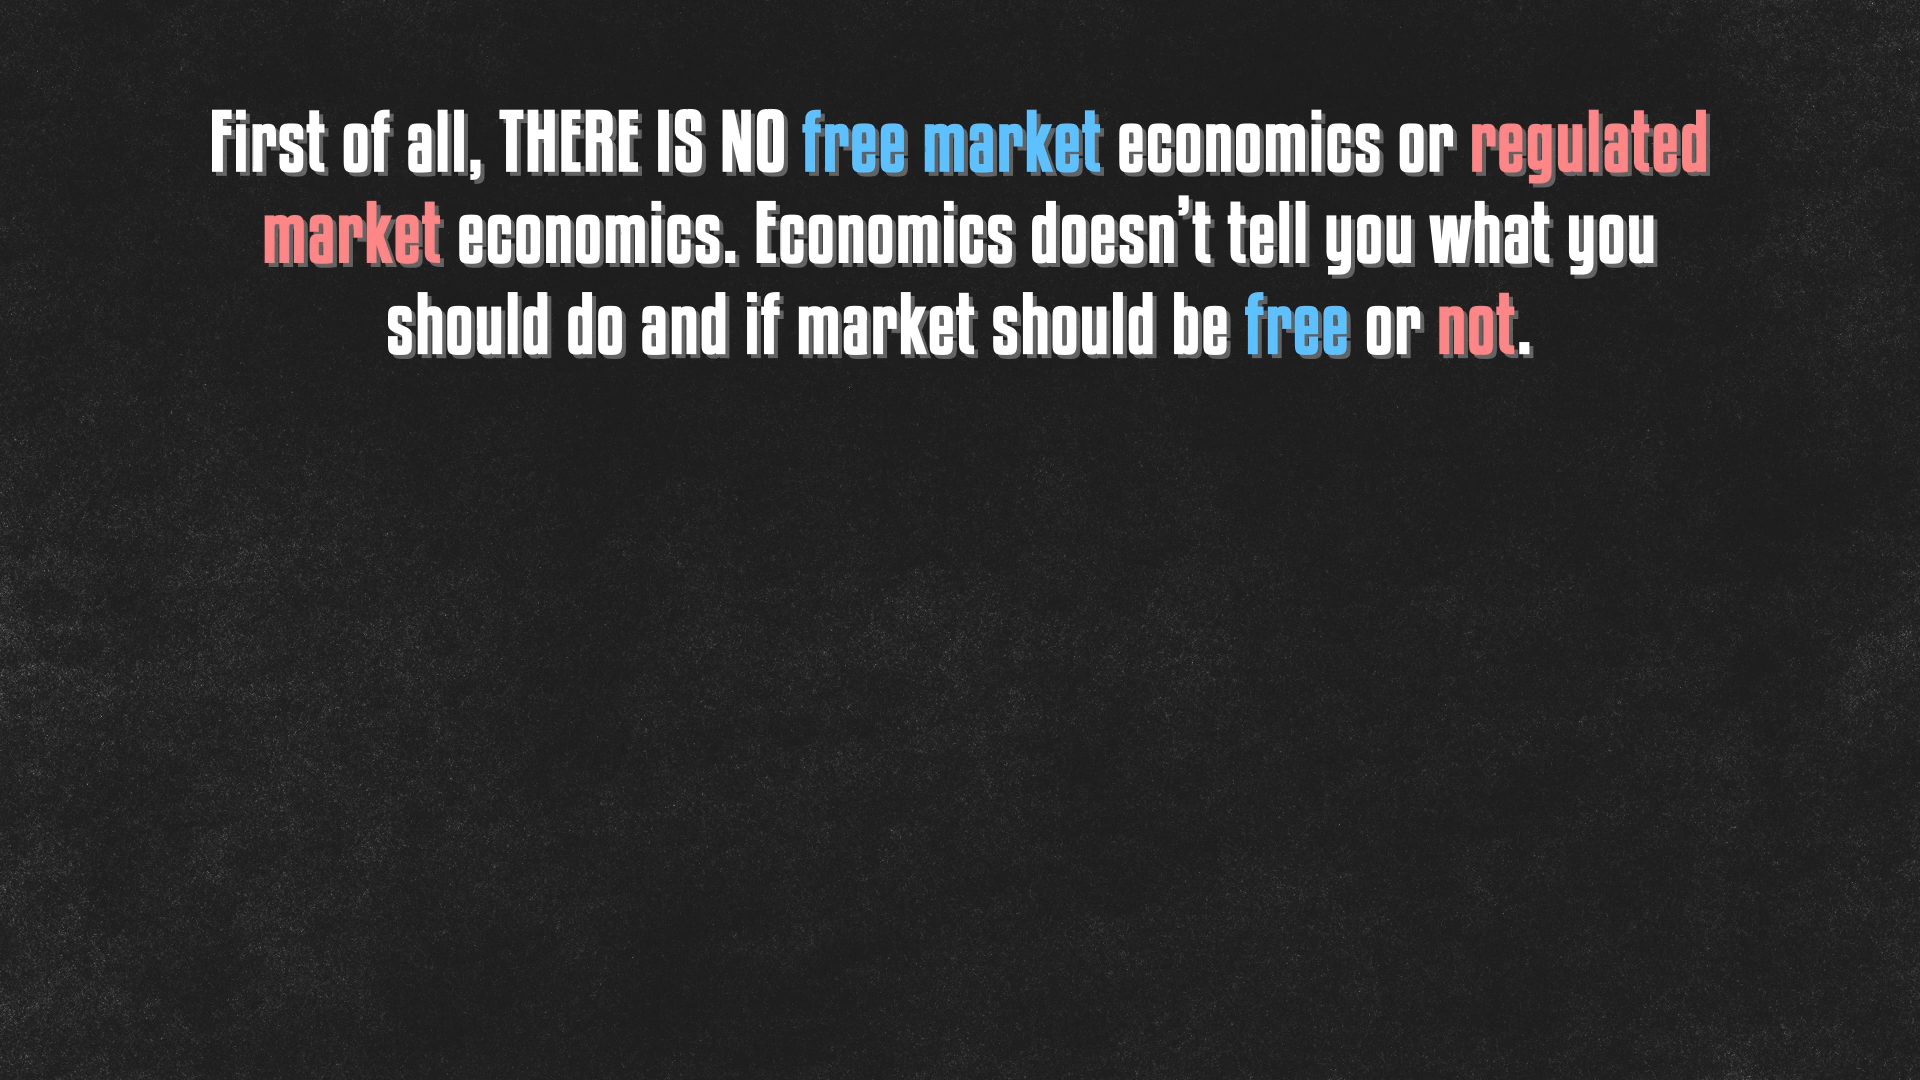 First of all, THERE IS NO free market economics or regulated
market economics. Economics doesn’t tell you what you
should do and if market should be free or not.